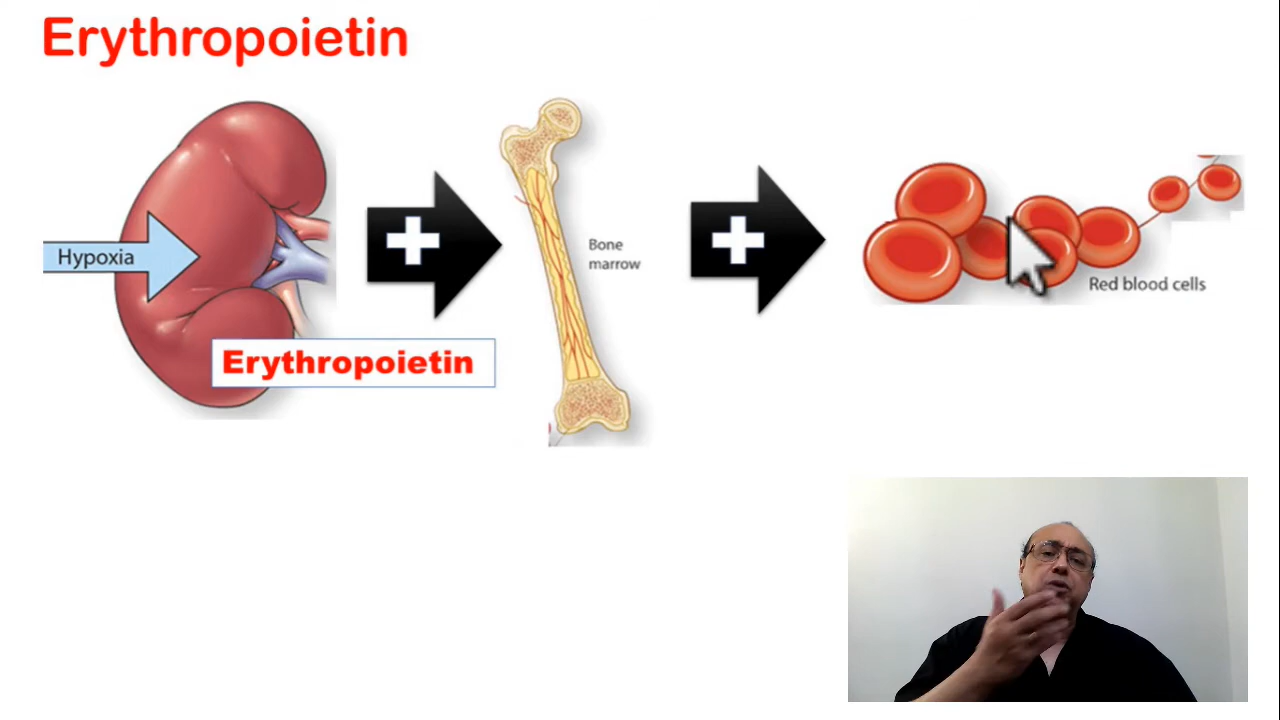 Erythropoietin
Hypoxia
Erythropoietin
Bone
marrow
Red blood cells